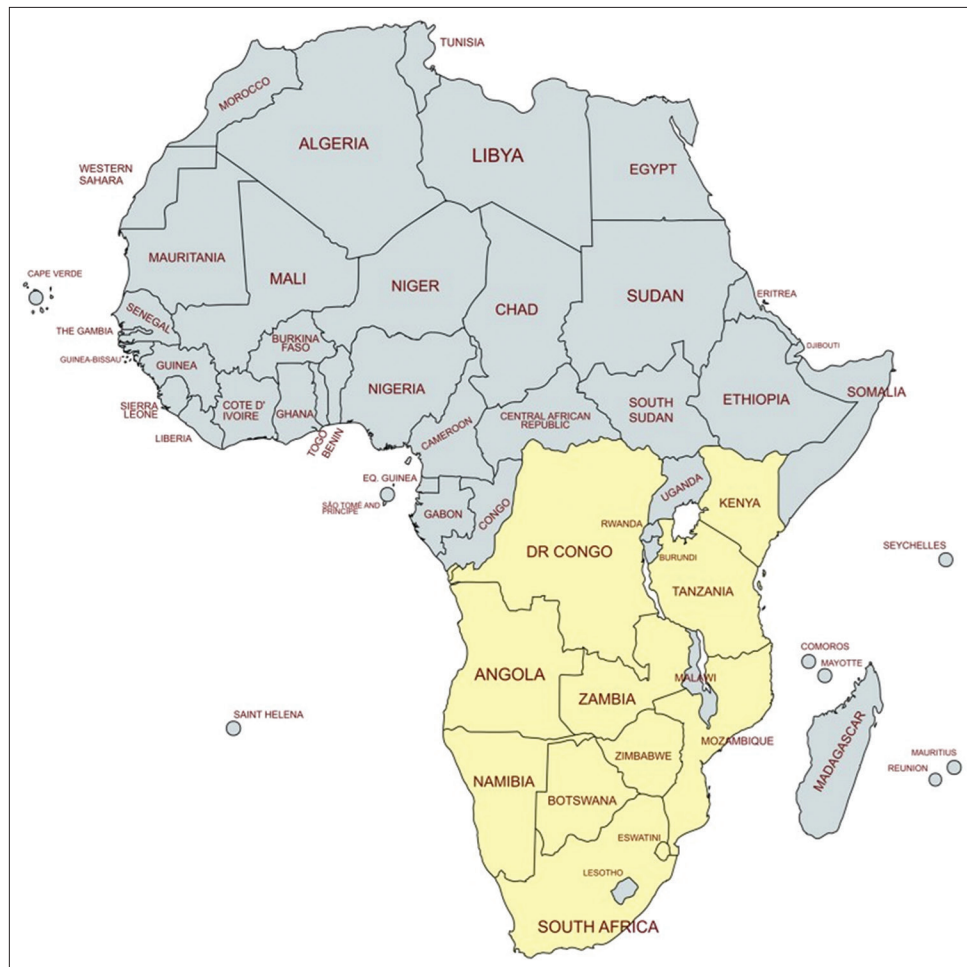 TUNISIA
MOROCCO
ALGERIA
LIBYA
EGYPT
WESTERN
SAHARA
MAURITANIA
MALI
NIGER
CHAD
SUDAN
ERITREA
CAPE VERDE
SENEGAL
THE GAMBIA
GUINEA-BISSAU
GUINEA
BURKINA
FASO
DJIBOUTI
SIERRA
LEONE
LIBERIA
COTE D'
IVOIRE
GHANA
TOGO
BENIN
NIGERIA
CAMEROON
CENTRAL AFRICAN
REPUBLIC
SOUTH
SUDAN
ETHIOPIA
SOMALIA
EQ. GUINEA
SÃO TOMÉ AND
PRINCIPE
GABON
CONGO
UGANDA
KENYA
RWANDA
BURUNDI
DR CONGO
TANZANIA
SEYCHELLES
COMOROS
MAYOTTE
ANGOLA
ZAMBIA
MALAWI
SAINT HELENA
MOZAMBIQUE
MADAGASCAR
MAURITIUS
REUNION
NAMIBIA
ZIMBABWE
BOTSWANA
ESWATINI
LESOTHO
SOUTH AFRICA